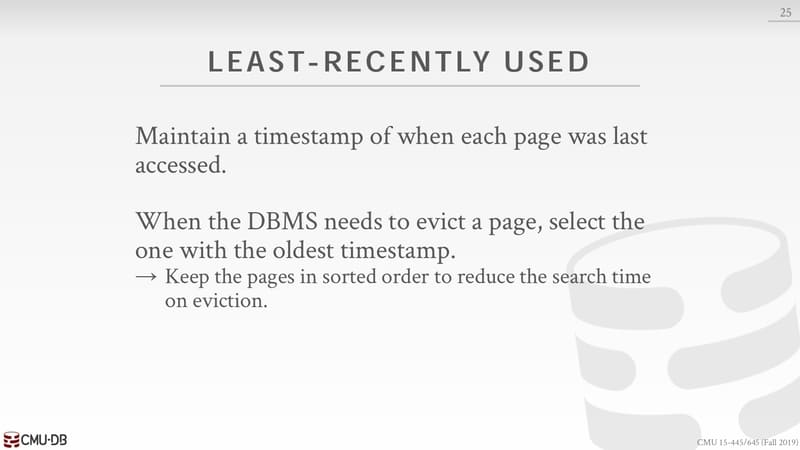 25
LEAST-RECENTLY USED
Maintain a timestamp of when each page was last
accessed.
When the DBMS needs to evict a page, select the
one with the oldest timestamp.
→ Keep the pages in sorted order to reduce the search time
on eviction.
CMU·DB
CMU 15-445/645 (Fall 2019)